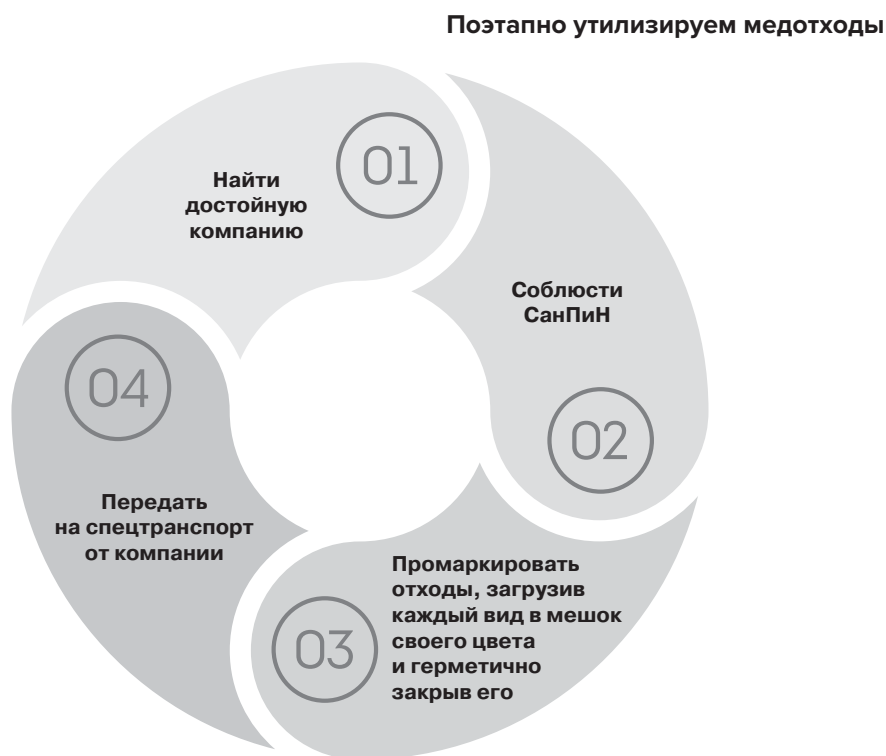 Поэтапно утилизируем медотходы
01
Найти
достойную
компанию
Соблюсти
СанПиН
02
03
Промаркировать
отходы, загрузив
каждый вид в мешок
своего цвета
и герметично
закрыв его
04
Передать
на спецтранспорт
от компании